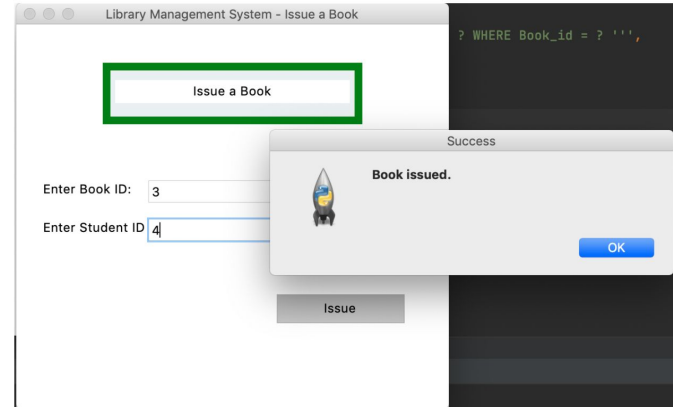 Library Management System - Issue a Book
? WHERE Book_id = ? ''',
Issue a Book
Success
Book issued.
Enter Book ID:
3
Enter Student ID
4
OK
Issue